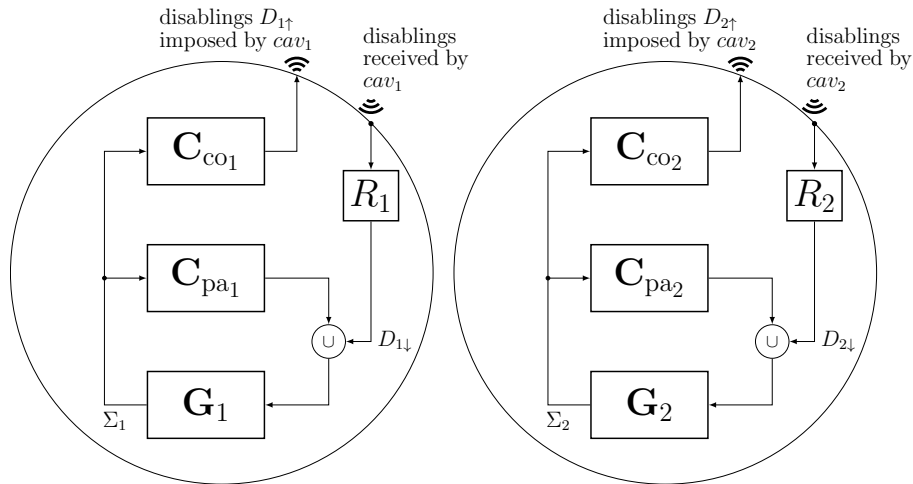 disablings D1↑
imposed by cav1
disablings
received by
cav1
Cco1
R1
Cpa1
∪
D1↓
G1
Σ1
disablings D2↑
imposed by cav2
disablings
received by
cav2
Cco2
R2
Cpa2
∪
D2↓
G2
Σ2